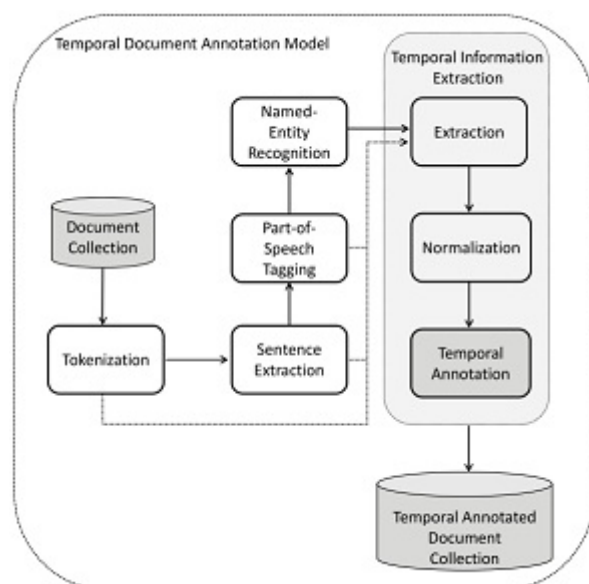 Temporal Document Annotation Model
Temporal Information
Extraction
Named-
Entity
Recognition
Extraction
Document
Collection
Part-of-
Speech
Tagging
Normalization
Tokenization
Sentence
Extraction
Temporal
Annotation
Temporal Annotated
Document
Collection